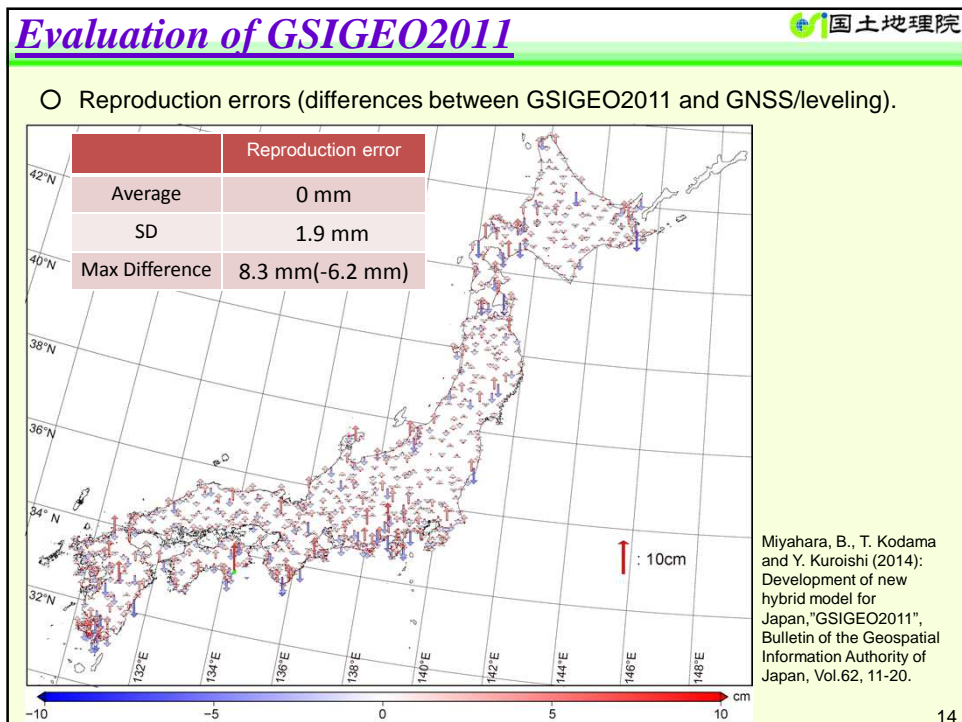 Evaluation of GSIGEO2011
国土地理院
Reproduction errors (differences between GSIGEO2011 and GNSS/leveling).
Reproduction error
Average 0 mm
SD 1.9 mm
Max Difference 8.3 mm(-6.2 mm)
42°N
40°N
38°N
36°N
34°N
32°N
132°E
134°E
136°E
138°E
140°E
142°E
144°E
146°E
148°E
: 10cm
Miyahara, B., T. Kodama
and Y. Kuroishi (2014):
Development of new
hybrid model for
Japan,"GSIGEO2011",
Bulletin of the Geospatial
Information Authority of
Japan, Vol.62, 11-20.
−10 −5 0 5 10 cm
14